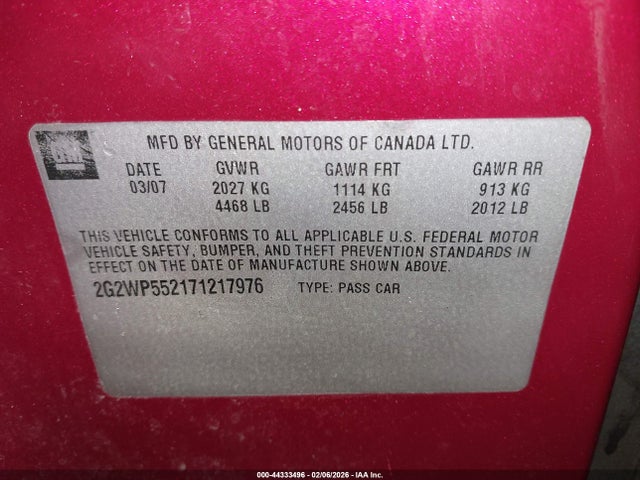 GM
MFD BY GENERAL MOTORS OF CANADA LTD.
DATE GVWR GAWR FRT GAWR RR
03/07 2027 KG 1114 KG 913 KG
4468 LB 2456 LB 2012 LB
THIS VEHICLE CONFORMS TO ALL APPLICABLE U.S. FEDERAL MOTOR
VEHICLE SAFETY, BUMPER, AND THEFT PREVENTION STANDARDS IN
EFFECT ON THE DATE OF MANUFACTURE SHOWN ABOVE.
2G2WP552171217976 TYPE: PASS CAR
000-44333496 - 02/06/2026 - IAA Inc.